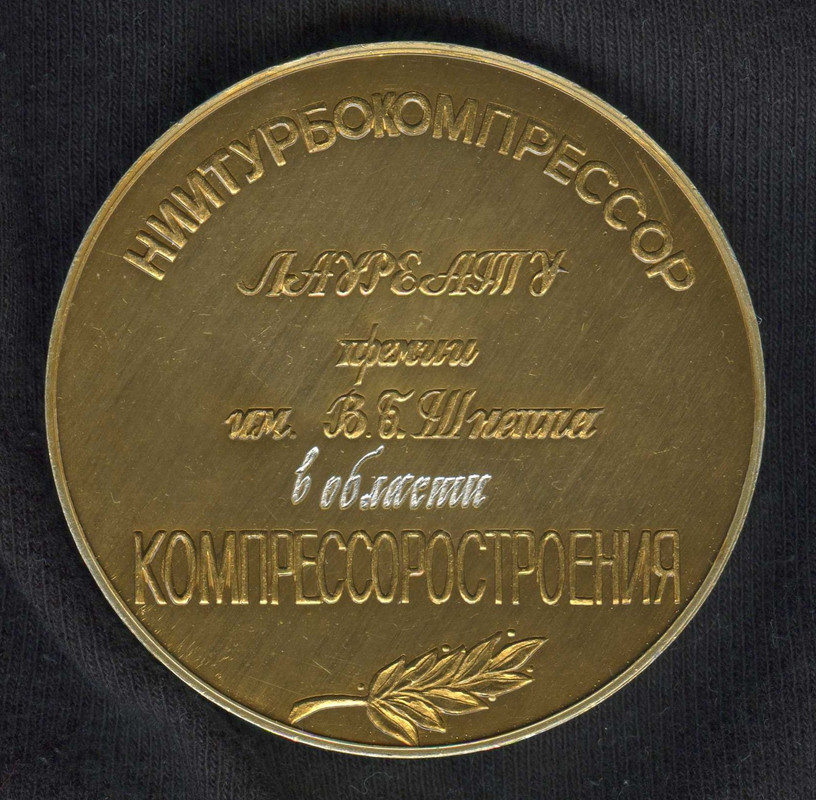 НИИТУРБОКОМПРЕССОР
ЛАУРЕАТУ
премии
им. В.Б. Шнеппа
в области
КОМПРЕССОРОСТРОЕНИЯ